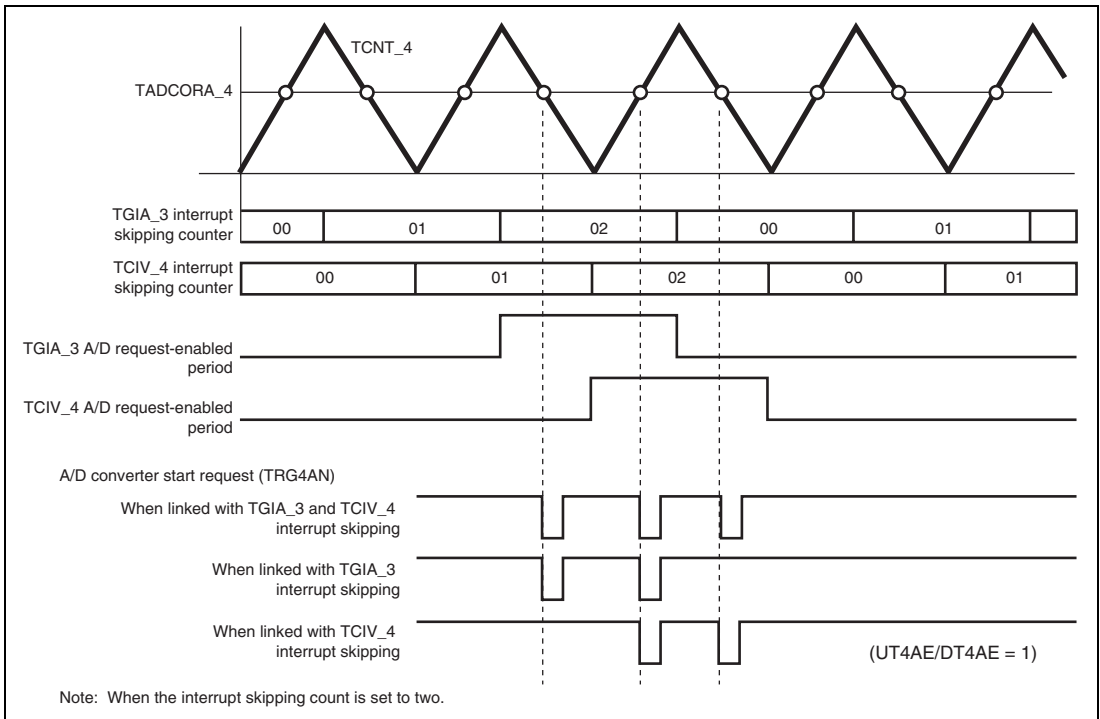 TCNT_4
TADCORA_4
TGIA_3 interrupt
skipping counter
00 01 02 00 01
TCIV_4 interrupt
skipping counter
00 01 02 00 01
TGIA_3 A/D request-enabled
period
TCIV_4 A/D request-enabled
period
A/D converter start request (TRG4AN)
When linked with TGIA_3 and TCIV_4
interrupt skipping
When linked with TGIA_3
interrupt skipping
When linked with TCIV_4
interrupt skipping
(UT4AE/DT4AE = 1)
Note: When the interrupt skipping count is set to two.